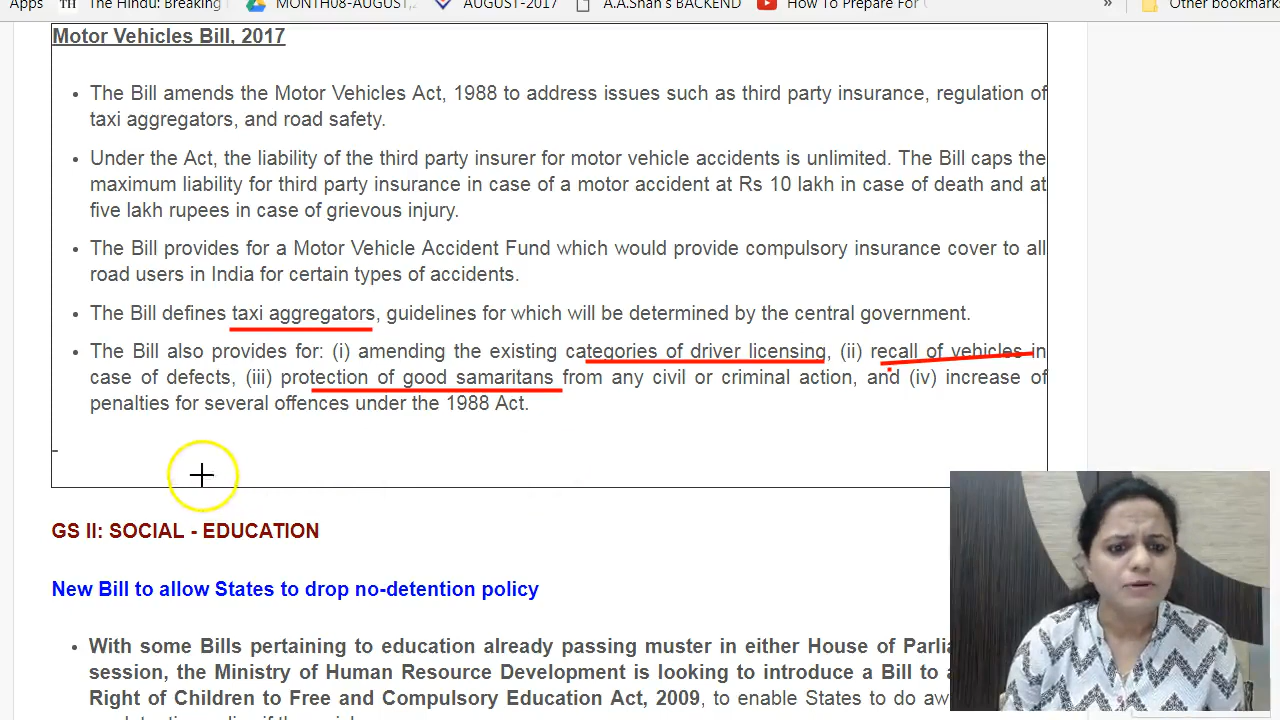 Apps TH The Hindu: Breaking MONTH08-AUGUST, AUGUST-2017 A.A.Shah's BACKEND How To Prepare For » Other bookmarks
Motor Vehicles Bill, 2017
• The Bill amends the Motor Vehicles Act, 1988 to address issues such as third party insurance, regulation of
taxi aggregators, and road safety.
• Under the Act, the liability of the third party insurer for motor vehicle accidents is unlimited. The Bill caps the
maximum liability for third party insurance in case of a motor accident at Rs 10 lakh in case of death and at
five lakh rupees in case of grievous injury.
• The Bill provides for a Motor Vehicle Accident Fund which would provide compulsory insurance cover to all
road users in India for certain types of accidents.
• The Bill defines taxi aggregators, guidelines for which will be determined by the central government.
• The Bill also provides for: (i) amending the existing categories of driver licensing, (ii) recall of vehicles in
case of defects, (iii) protection of good samaritans from any civil or criminal action, and (iv) increase of
penalties for several offences under the 1988 Act.
GS II: SOCIAL - EDUCATION
New Bill to allow States to drop no-detention policy
• With some Bills pertaining to education already passing muster in either House of
session, the Ministry of Human Resource Development is looking to introduce a Bill to
Right of Children to Free and Compulsory Education Act, 2009, to enable States to do